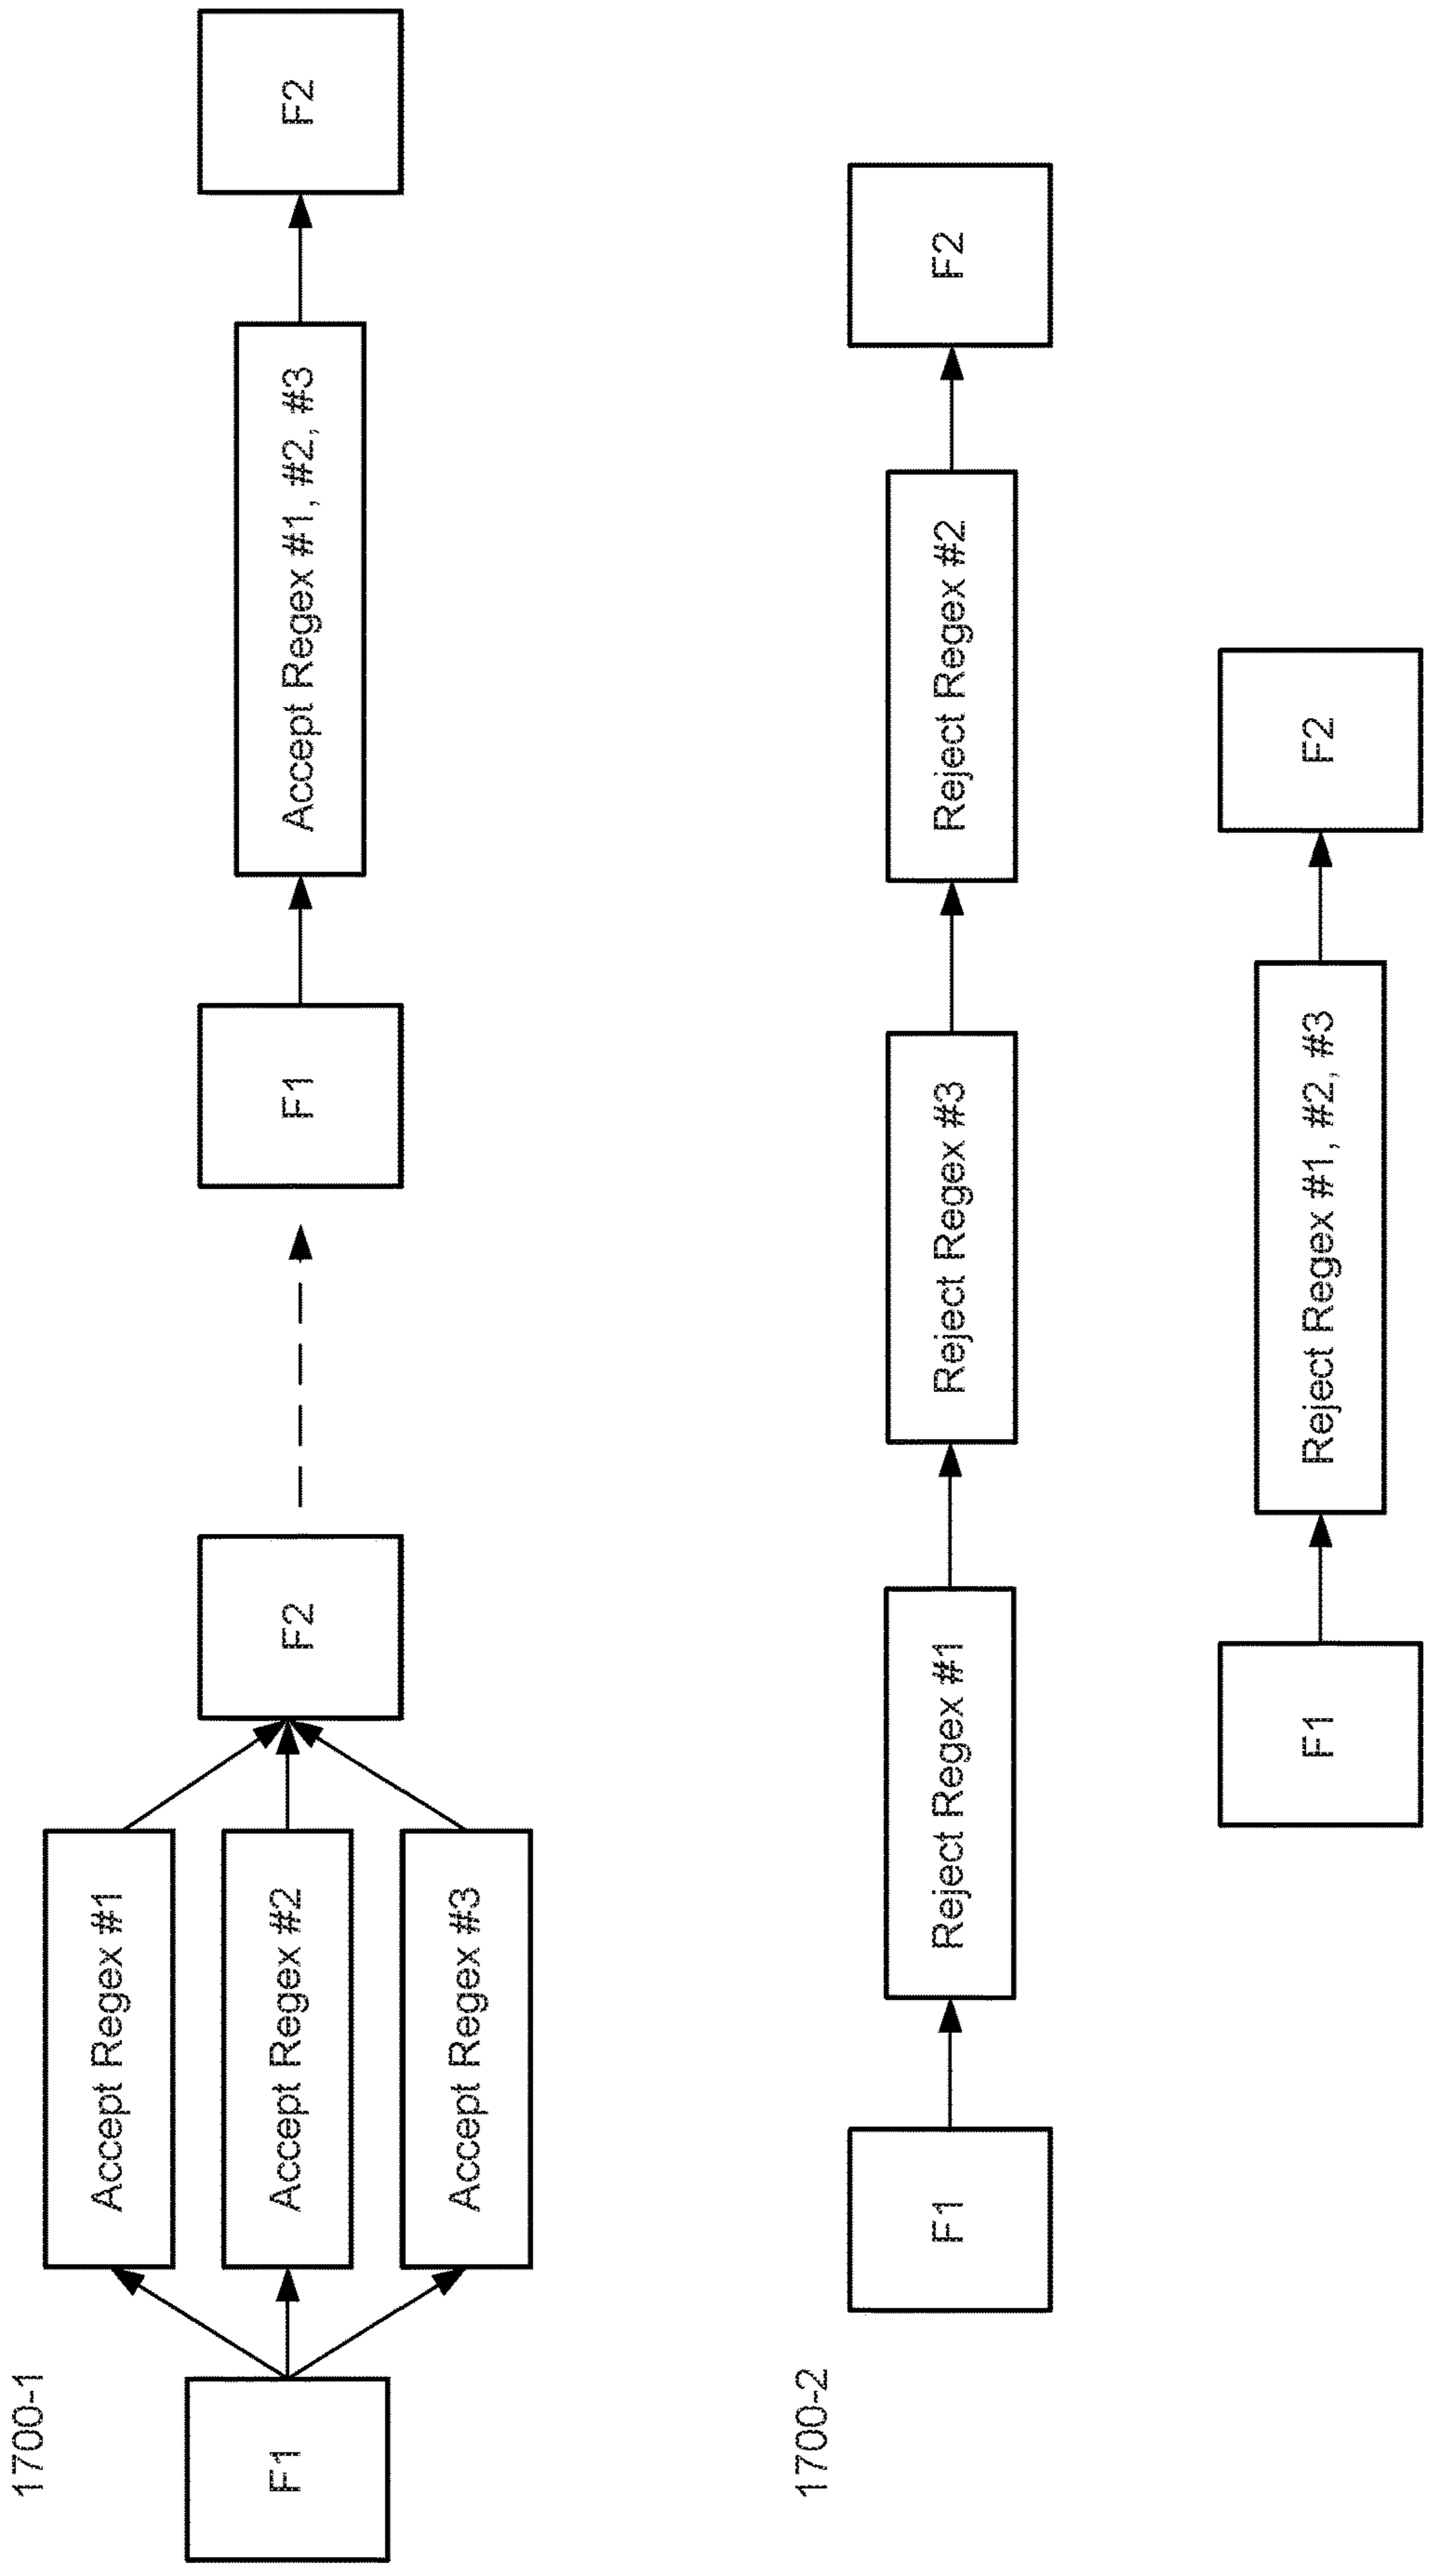 1700-1
F1
Accept Regex #1
Accept Regex #2
Accept Regex #3
F2
F1
Accept Regex #1, #2, #3
F2
1700-2
F1
Reject Regex #1
Reject Regex #3
Reject Regex #2
F2
F1
Reject Regex #1, #2, #3
F2